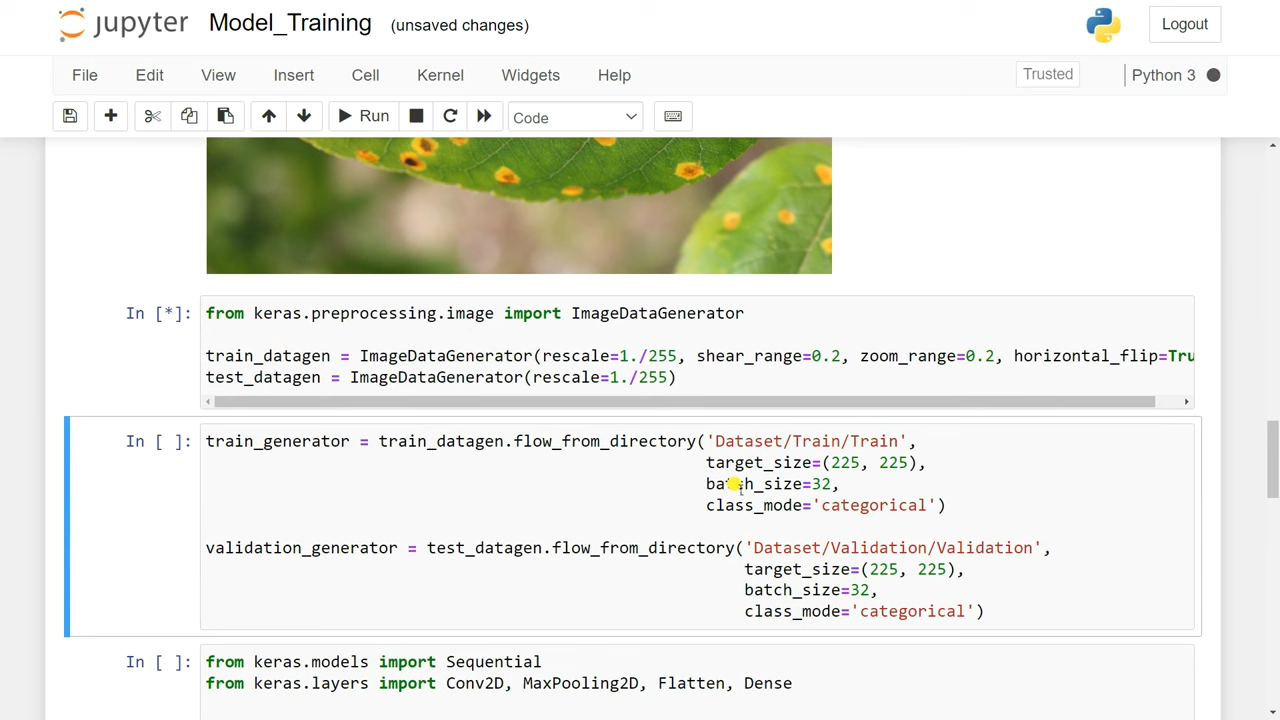 jupyter Model_Training (unsaved changes) Logout
File Edit View Insert Cell Kernel Widgets Help Trusted Python 3
Run Code
In [*]: from keras.preprocessing.image import ImageDataGenerator
train_datagen = ImageDataGenerator(rescale=1./255, shear_range=0.2, zoom_range=0.2, horizontal_flip=Tru
test_datagen = ImageDataGenerator(rescale=1./255)
In [ ]: train_generator = train_datagen.flow_from_directory('Dataset/Train/Train',
target_size=(225, 225),
batch_size=32,
class_mode='categorical')
validation_generator = test_datagen.flow_from_directory('Dataset/Validation/Validation',
target_size=(225, 225),
batch_size=32,
class_mode='categorical')
In [ ]: from keras.models import Sequential
from keras.layers import Conv2D, MaxPooling2D, Flatten, Dense